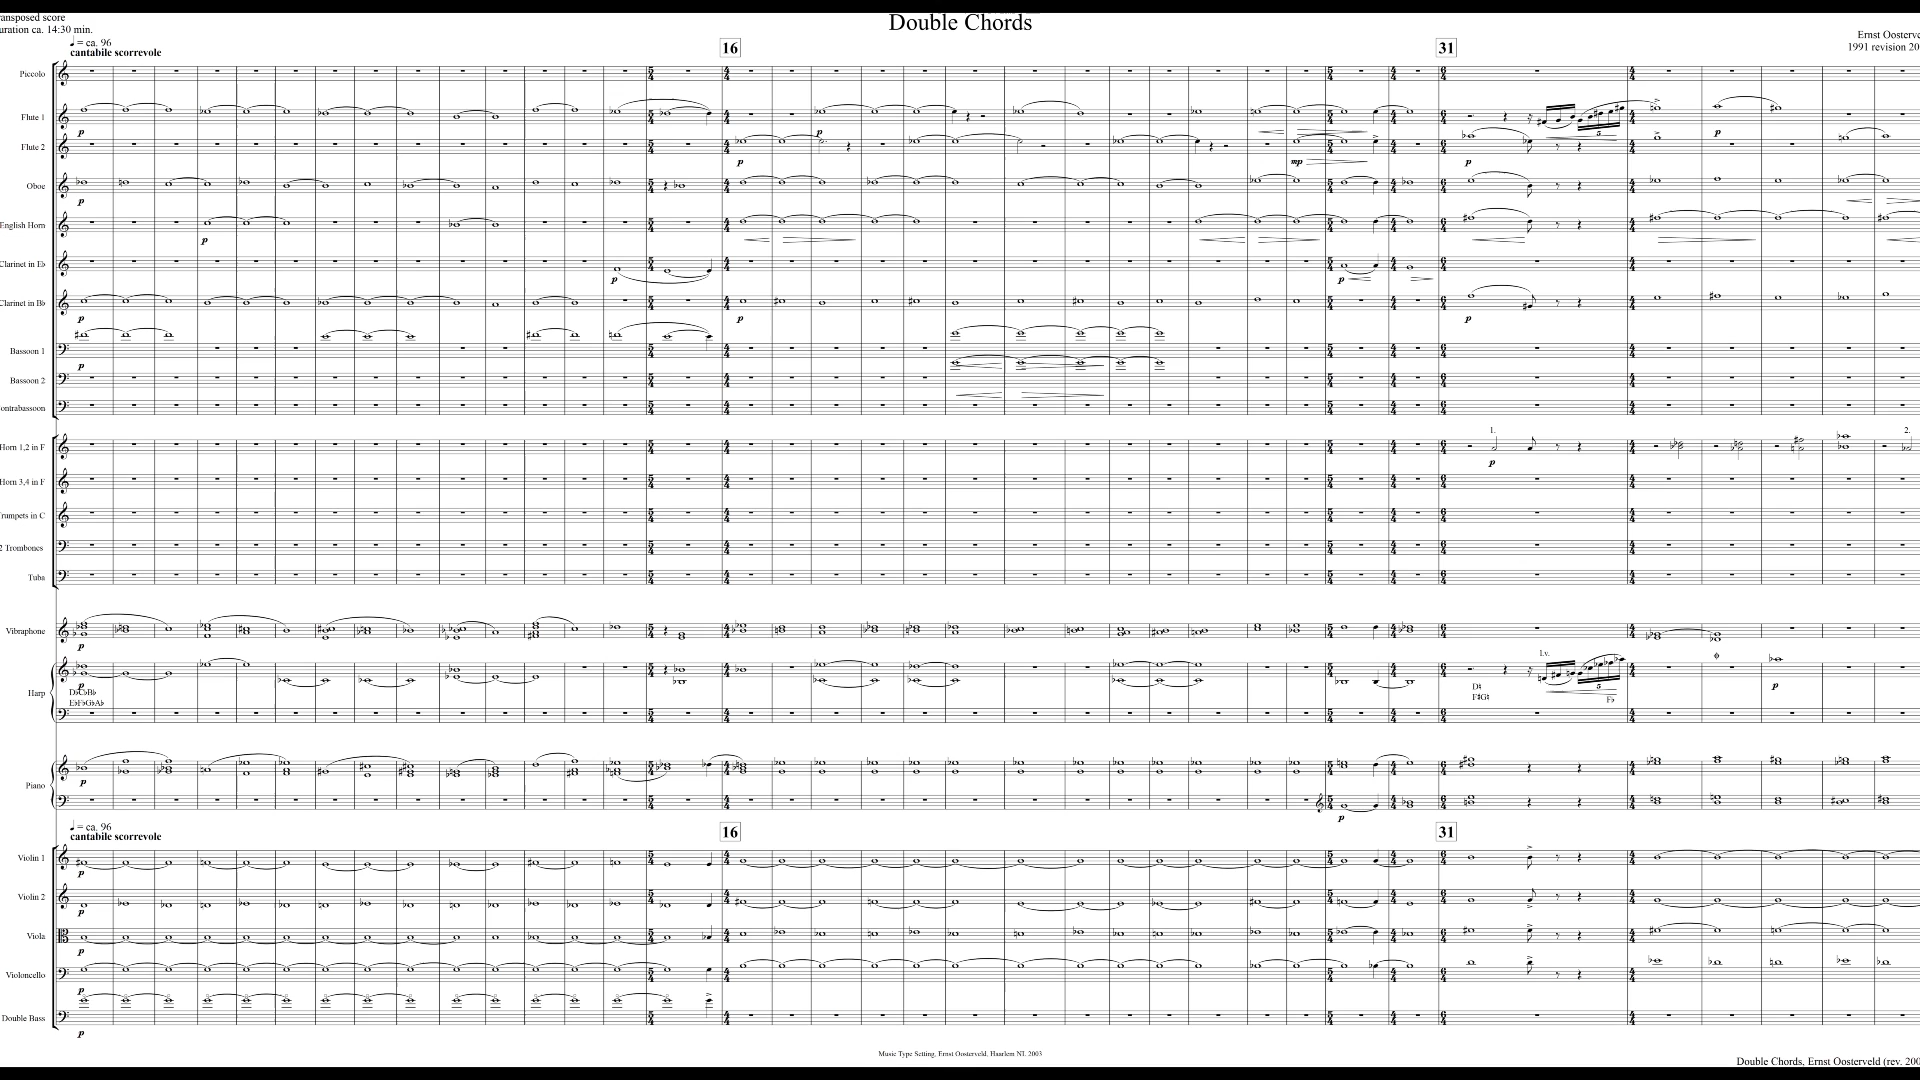 Double Chords
ransposed score
uration ca. 14:30 min.
Ernst Oosterve
1991 revision 20
♩ = ca. 96
cantabile scorrevole
16
31
Piccolo
Flute 1
Flute 2
Oboe
English Horn
Clarinet in E♭
Clarinet in B♭
Bassoon 1
Bassoon 2
ontrabassoon
Horn 1,2 in F
Horn 3,4 in F
rumpets in C
2 Trombones
Tuba
Vibraphone
Harp
D♭C♭B♭
E♭F♭G♭A♭
l.v.
D♮
F♯G♮
F♭
Piano
♩ = ca. 96
cantabile scorrevole
16
31
Violin 1
Violin 2
Viola
Violoncello
Double Bass
Music Type Setting, Ernst Oosterveld, Haarlem NL 2003
Double Chords, Ernst Oosterveld (rev. 200